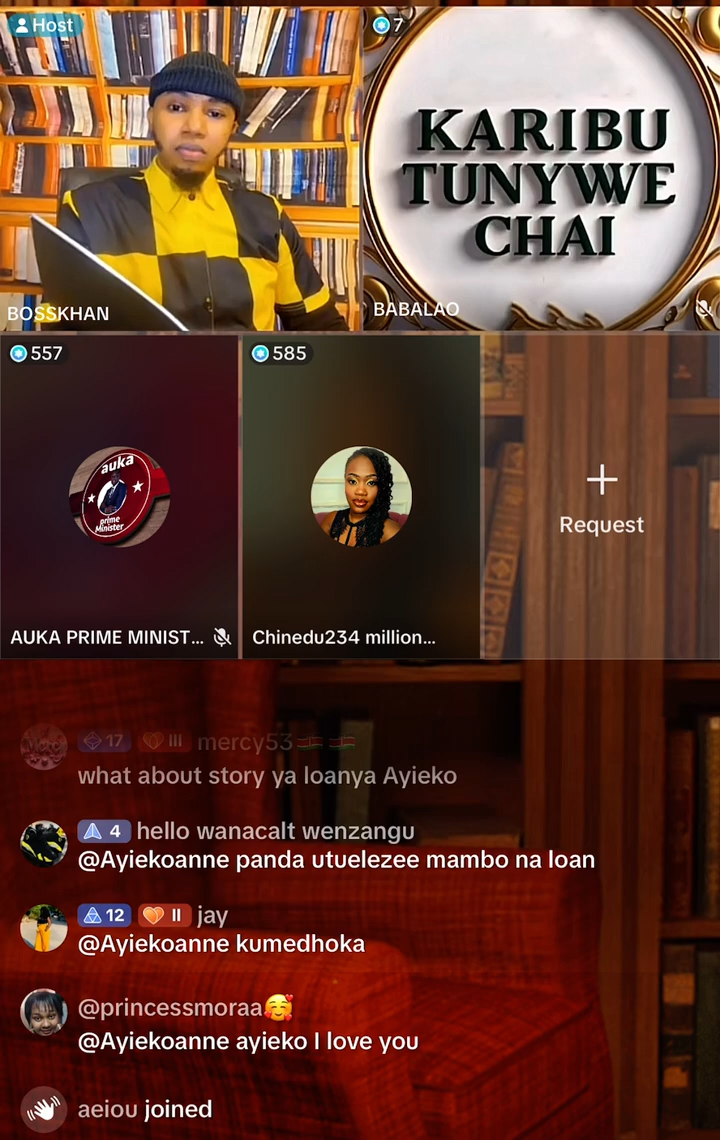 Host
7
KARIBU
TUNYWE
CHAI
BOSSKHAN
BABALAO
557
585
auka
prime
Minister
Request
AUKA PRIME MINIST...
Chinedu234 million...
17 III mercy53🇰🇪🇰🇪
what about story ya loanya Ayieko
4 hello wanacalt wenzangu
@Ayiekoanne panda utuelezee mambo na loan
12 II jay
@Ayiekoanne kumedhoka
@princessmoraa🥰
@Ayiekoanne ayieko I love you
aeiou joined